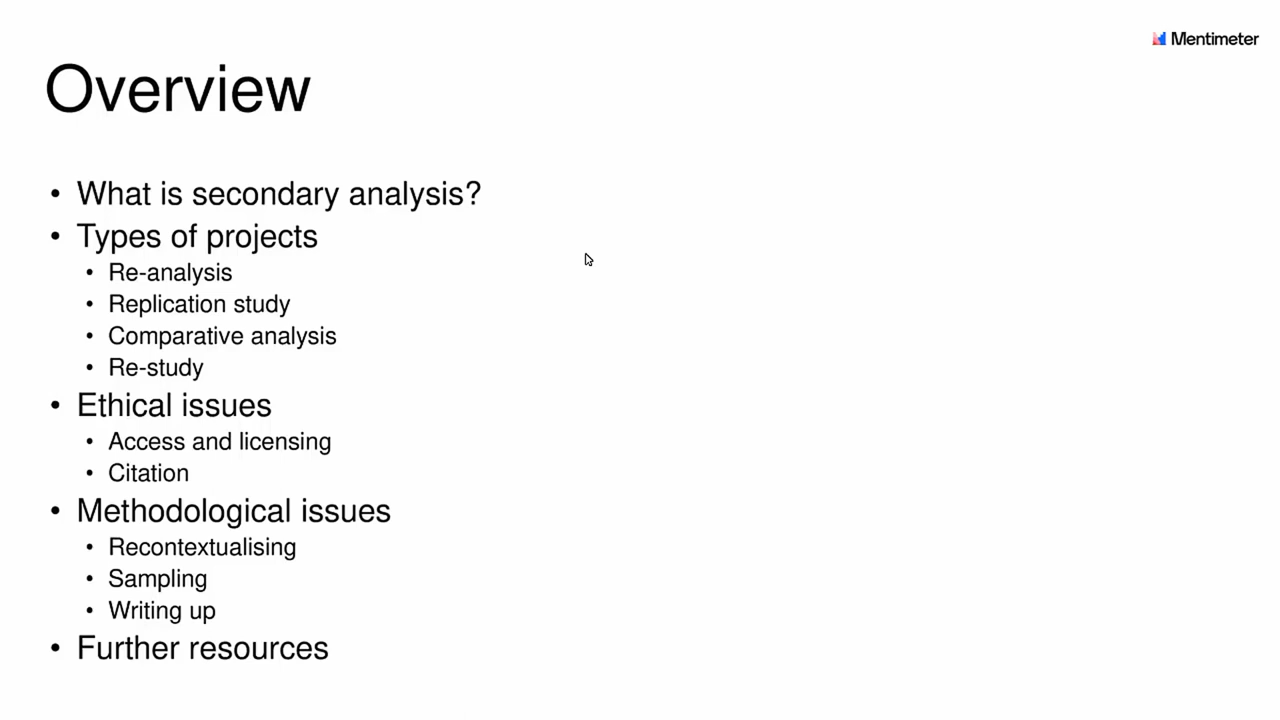 Mentimeter
Overview
• What is secondary analysis?
• Types of projects
• Re-analysis
• Replication study
• Comparative analysis
• Re-study
• Ethical issues
• Access and licensing
• Citation
• Methodological issues
• Recontextualising
• Sampling
• Writing up
• Further resources